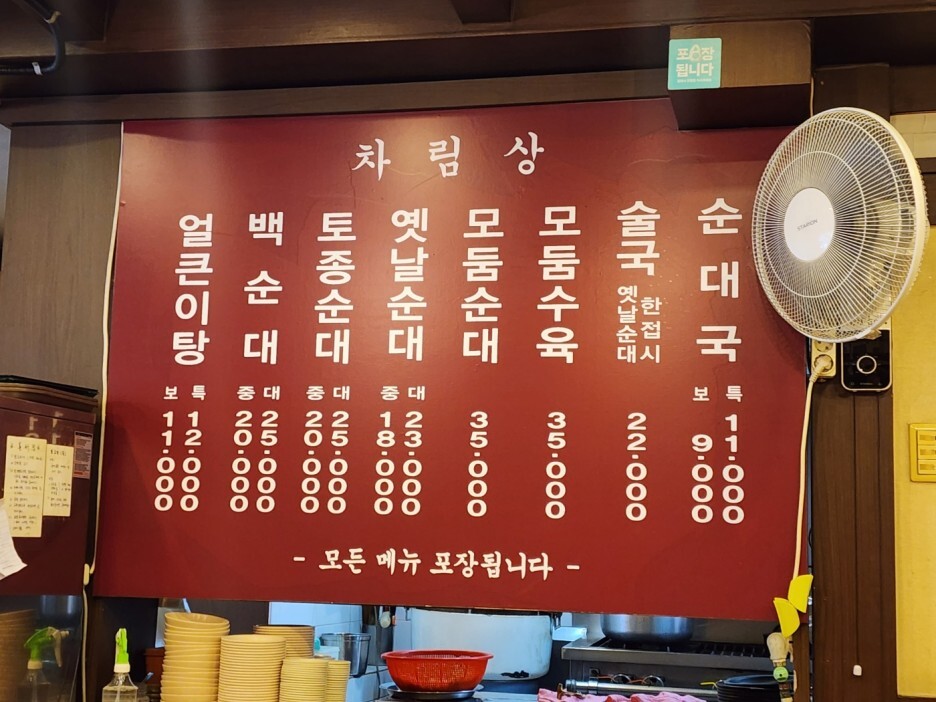 포장
됩니다
차림상
순대국
보 9.000
특 11.000
술국
옛날순대
한접시
22.000
모둠수육
35.000
모둠순대
35.000
옛날순대
중 18.000
대 23.000
토종순대
중 20.000
대 25.000
백순대
중 20.000
대 25.000
얼큰이탕
보 11.000
특 12.000
- 모든 메뉴 포장됩니다 -